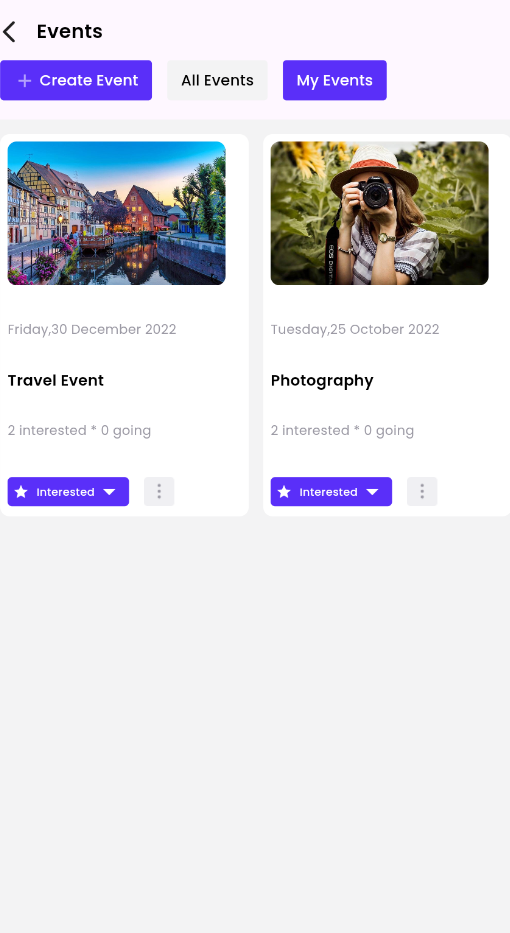 Events
+ Create Event
All Events
My Events
Friday,30 December 2022
Tuesday,25 October 2022
Travel Event
Photography
2 interested * 0 going
2 interested * 0 going
Interested
Interested
EOS